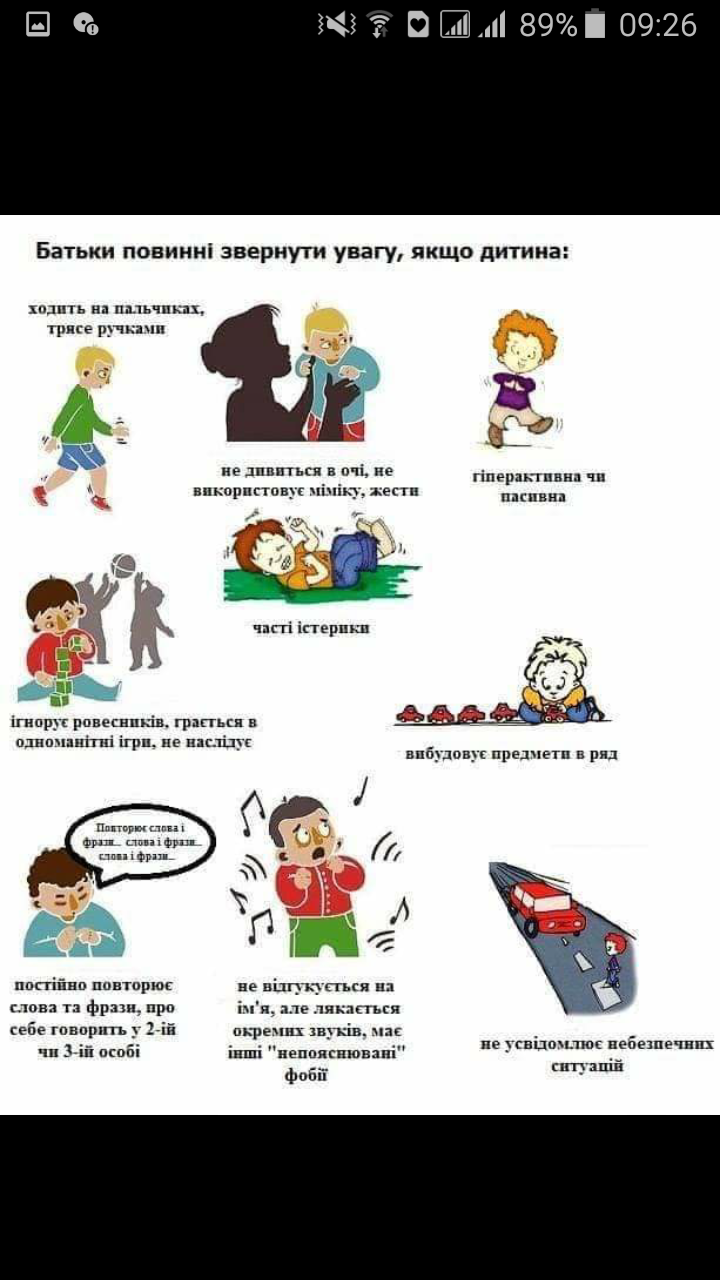 89% 09:26
Батьки повинні звернути увагу, якщо дитина:
ходить на пальчиках,
трясе ручками
не дивиться в очі, не
використовує міміку, жести
гіперактивна чи
пасивна
часті істерики
ігнорує ровесників, грається в
одноманітні ігри, не наслідує
вибудовує предмети в ряд
Повторює слова і
фрази... слова і фрази...
слова і фрази...
постійно повторює
слова та фрази, про
себе говорить у 2-ій
чи 3-ій особі
не відгукується на
ім'я, але лякається
окремих звуків, має
інші "непояснювані"
фобії
не усвідомлює небезпечних
ситуацій